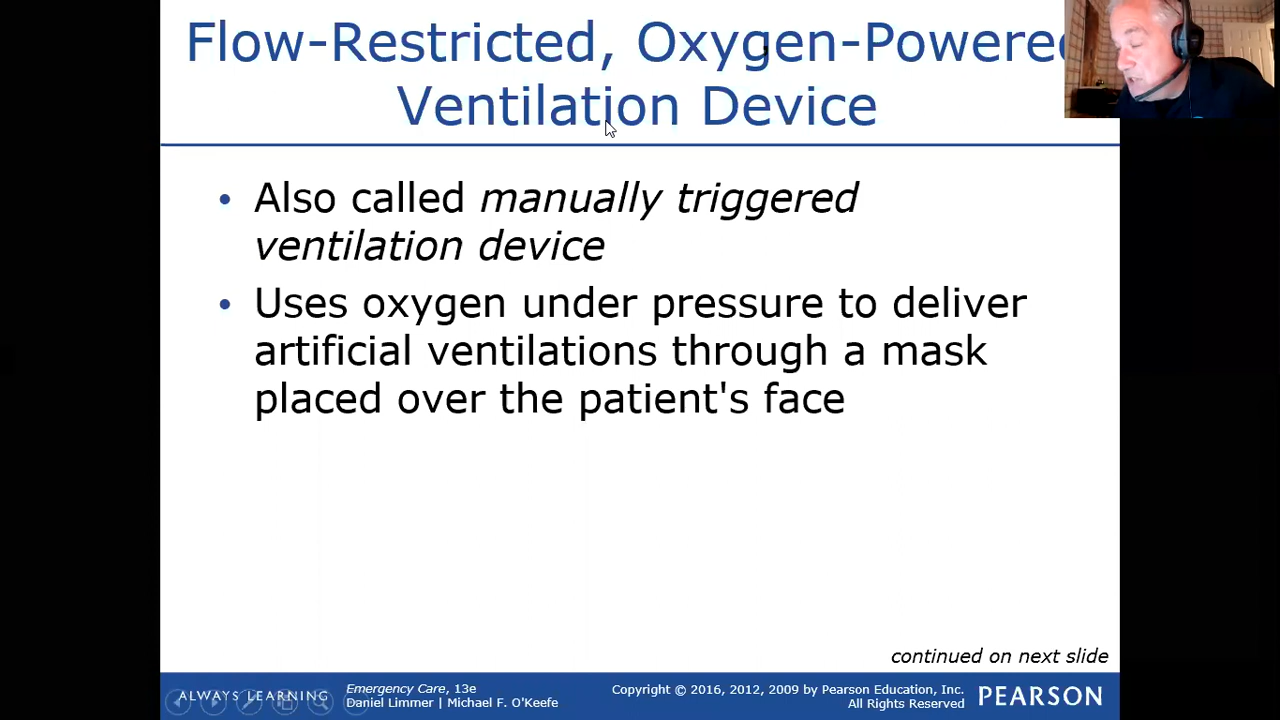 Flow-Restricted, Oxygen-Powered
Ventilation Device
• Also called manually triggered
ventilation device
• Uses oxygen under pressure to deliver
artificial ventilations through a mask
placed over the patient's face
continued on next slide
ALWAYS LEARNING
Emergency Care, 13e
Daniel Limmer | Michael F. O'Keefe
Copyright © 2016, 2012, 2009 by Pearson Education, Inc.
All Rights Reserved
PEARSON